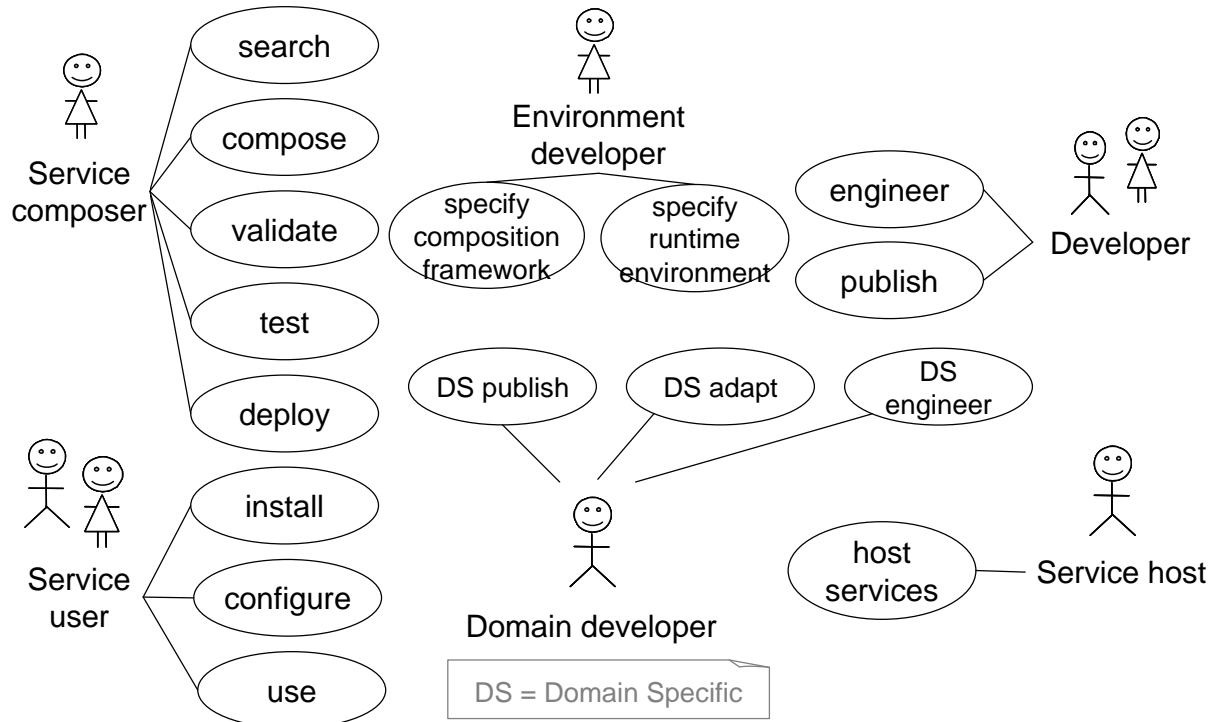 search
compose
validate
test
deploy
Service
composer
install
configure
use
Service
user
Environment
developer
specify
composition
framework
specify
runtime
environment
engineer
publish
Developer
DS publish
DS adapt
DS
engineer
Domain developer
DS = Domain Specific
host
services
Service host